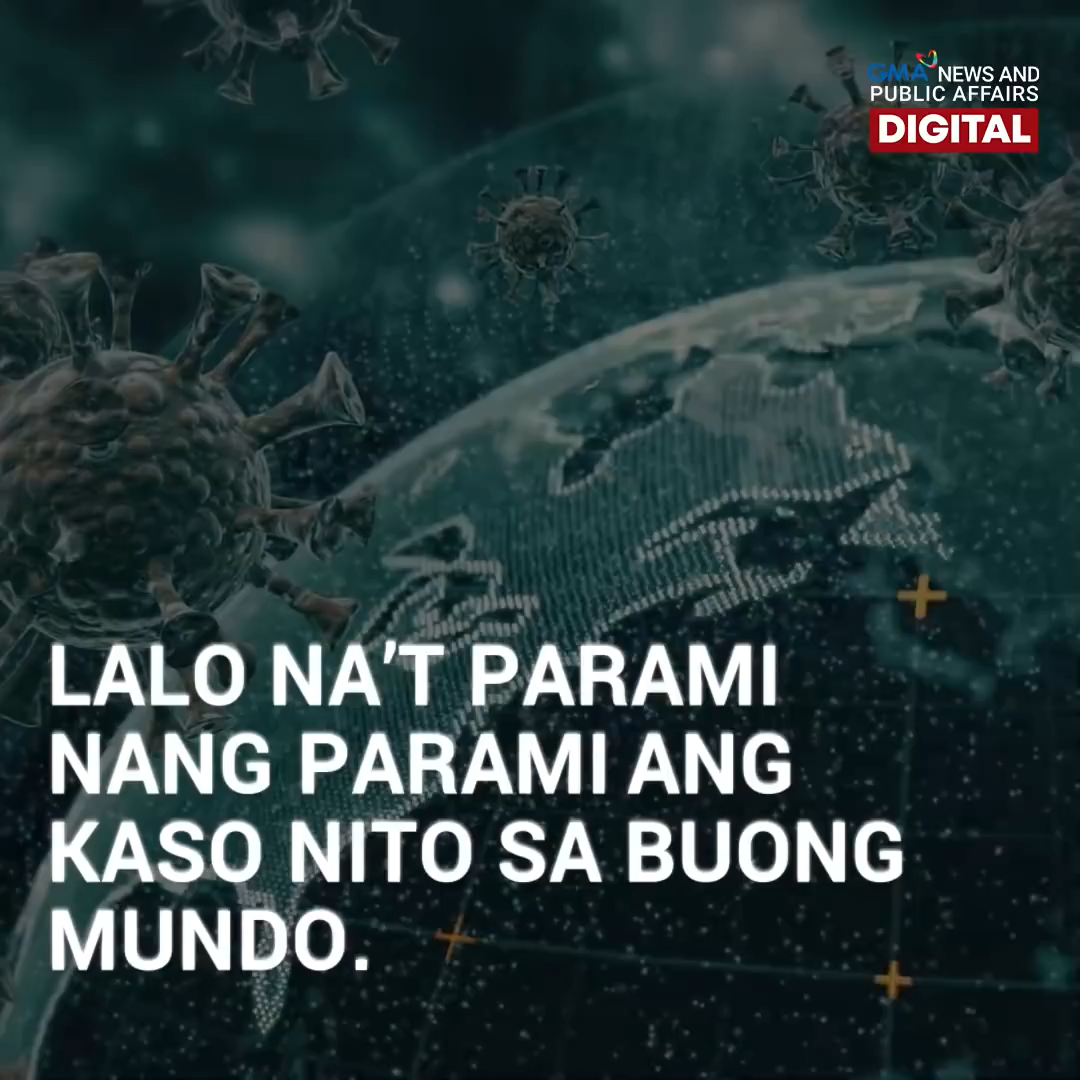 GMA NEWS AND
PUBLIC AFFAIRS
DIGITAL
LALO NA'T PARAMI
NANG PARAMI ANG
KASO NITO SA BUONG
MUNDO.